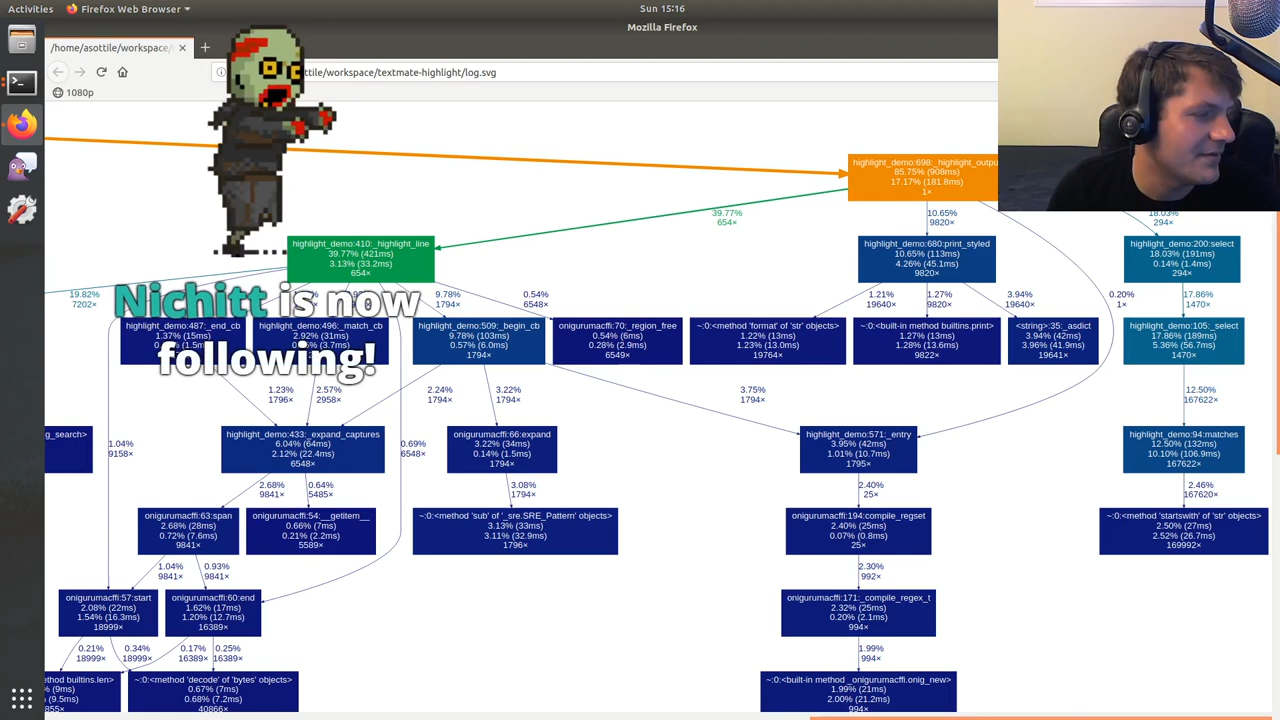 Activities
Firefox Web Browser
Sun 15:16
Mozilla Firefox
/home/asottile/workspace/
tile/workspace/textmate-highlight/log.svg
1080p
highlight_demo:698:_highlight_outpu
85.75% (908ms)
17.17% (181.8ms)
1×
39.77%
654×
10.65%
9820×
18.03%
294×
highlight_demo:410:_highlight_line
39.77% (421ms)
3.13% (33.2ms)
654×
highlight_demo:680:print_styled
10.65% (113ms)
4.26% (45.1ms)
9820×
highlight_demo:200:select
18.03% (191ms)
0.14% (1.4ms)
294×
Nichitt is now
following!
19.82%
7202×
9.78%
1794×
0.54%
6548×
1.21%
19640×
1.27%
9820×
3.94%
19640×
0.20%
1×
17.86%
1470×
highlight_demo:487:_end_cb
1.37% (15ms)
highlight_demo:496:_match_cb
2.92% (31ms)
highlight_demo:509:_begin_cb
9.78% (103ms)
0.57% (6.0ms)
1794×
onigurumacffi:70:_region_free
0.54% (6ms)
0.28% (2.9ms)
6549×
~:0:<method 'format' of 'str' objects>
1.22% (13ms)
1.23% (13.0ms)
19764×
~:0:<built-in method builtins.print>
1.27% (13ms)
1.28% (13.6ms)
9822×
<string>:35:_asdict
3.94% (42ms)
3.96% (41.9ms)
19641×
highlight_demo:105:_select
17.86% (189ms)
5.36% (56.7ms)
1470×
1.23%
1796×
2.57%
2958×
2.24%
1794×
3.22%
1794×
3.75%
1794×
12.50%
167622×
g_search>
1.04%
9158×
highlight_demo:433:_expand_captures
6.04% (64ms)
2.12% (22.4ms)
6548×
0.69%
6548×
onigurumacffi:66:expand
3.22% (34ms)
0.14% (1.5ms)
1794×
highlight_demo:571:_entry
3.95% (42ms)
1.01% (10.7ms)
1795×
highlight_demo:94:matches
12.50% (132ms)
10.10% (106.9ms)
167622×
2.68%
9841×
0.64%
5485×
3.08%
1794×
2.40%
25×
2.46%
167620×
onigurumacffi:63:span
2.68% (28ms)
0.72% (7.6ms)
9841×
onigurumacffi:54:__getitem__
0.66% (7ms)
0.21% (2.2ms)
5589×
~:0:<method 'sub' of '_sre.SRE_Pattern' objects>
3.13% (33ms)
3.11% (32.9ms)
1796×
onigurumacffi:194:compile_regset
2.40% (25ms)
0.07% (0.8ms)
25×
~:0:<method 'startswith' of 'str' objects>
2.50% (27ms)
2.52% (26.7ms)
169992×
1.04%
9841×
0.93%
9841×
2.30%
992×
onigurumacffi:57:start
2.08% (22ms)
1.54% (16.3ms)
18999×
onigurumacffi:60:end
1.62% (17ms)
1.20% (12.7ms)
16389×
onigurumacffi:171:_compile_regex_t
2.32% (25ms)
0.20% (2.1ms)
994×
0.21%
18999×
0.34%
18999×
0.17%
16389×
0.25%
16389×
1.99%
994×
ethod builtins.len>
% (9ms)
(9.5ms)
855×
~:0:<method 'decode' of 'bytes' objects>
0.67% (7ms)
0.68% (7.2ms)
40866×
~:0:<built-in method _onigurumacffi.onig_new>
1.99% (21ms)
2.00% (21.2ms)
994×